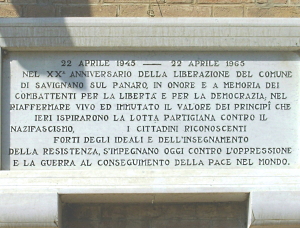 22 APRILE 1945 — 22 APRILE 1965
NEL XX° ANNIVERSARIO DELLA LIBERAZIONE DEL COMUNE
DI SAVIGNANO SUL PANARO, IN ONORE E A MEMORIA DEI
COMBATTENTI PER LA LIBERTA' E PER LA DEMOCRAZIA, NEL
RIAFFERMARE VIVO ED IMMUTATO IL VALORE DEI PRINCIPÎ CHE
IERI ISPIRARONO LA LOTTA PARTIGIANA CONTRO IL
NAZIFASCISMO, I CITTADINI RICONOSCENTI
FORTI DEGLI IDEALI E DELL'INSEGNAMENTO
DELLA RESISTENZA, S'IMPEGNANO OGGI CONTRO L'OPPRESSIONE
E LA GUERRA AL CONSEGUIMENTO DELLA PACE NEL MONDO.